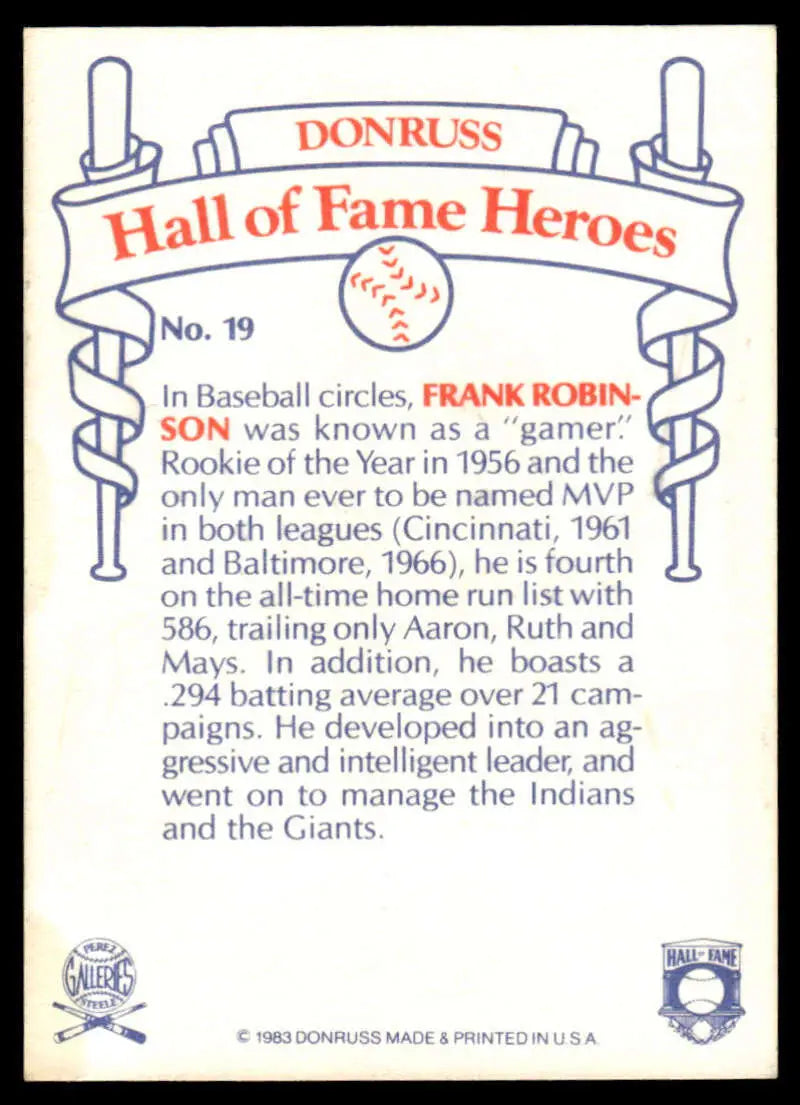 DONRUSS
Hall of Fame Heroes
No. 19
In Baseball circles, FRANK ROBIN-
SON was known as a "gamer."
Rookie of the Year in 1956 and the
only man ever to be named MVP
in both leagues (Cincinnati, 1961
and Baltimore, 1966), he is fourth
on the all-time home run list with
586, trailing only Aaron, Ruth and
Mays. In addition, he boasts a
.294 batting average over 21 cam-
paigns. He developed into an ag-
gressive and intelligent leader, and
went on to manage the Indians
and the Giants.
PEREZ
GALLERIES
STEELE
HALL OF FAME
© 1983 DONRUSS MADE & PRINTED IN U.S.A.